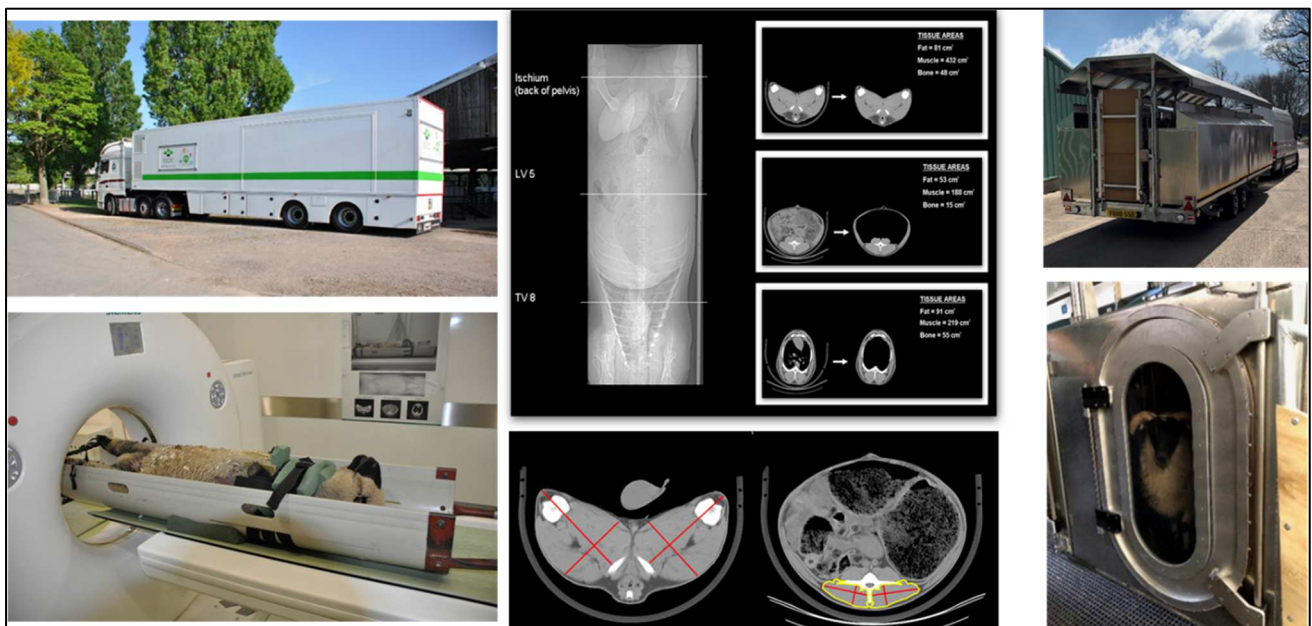 Ischium
(back of pelvis)
LV 5
TV 8
TISSUE AREAS
Fat = 81 cm²
Muscle = 432 cm²
Bone = 48 cm²
TISSUE AREAS
Fat = 53 cm²
Muscle = 188 cm²
Bone = 15 cm²
TISSUE AREAS
Fat = 91 cm²
Muscle = 219 cm²
Bone = 55 cm²
SIEMENS